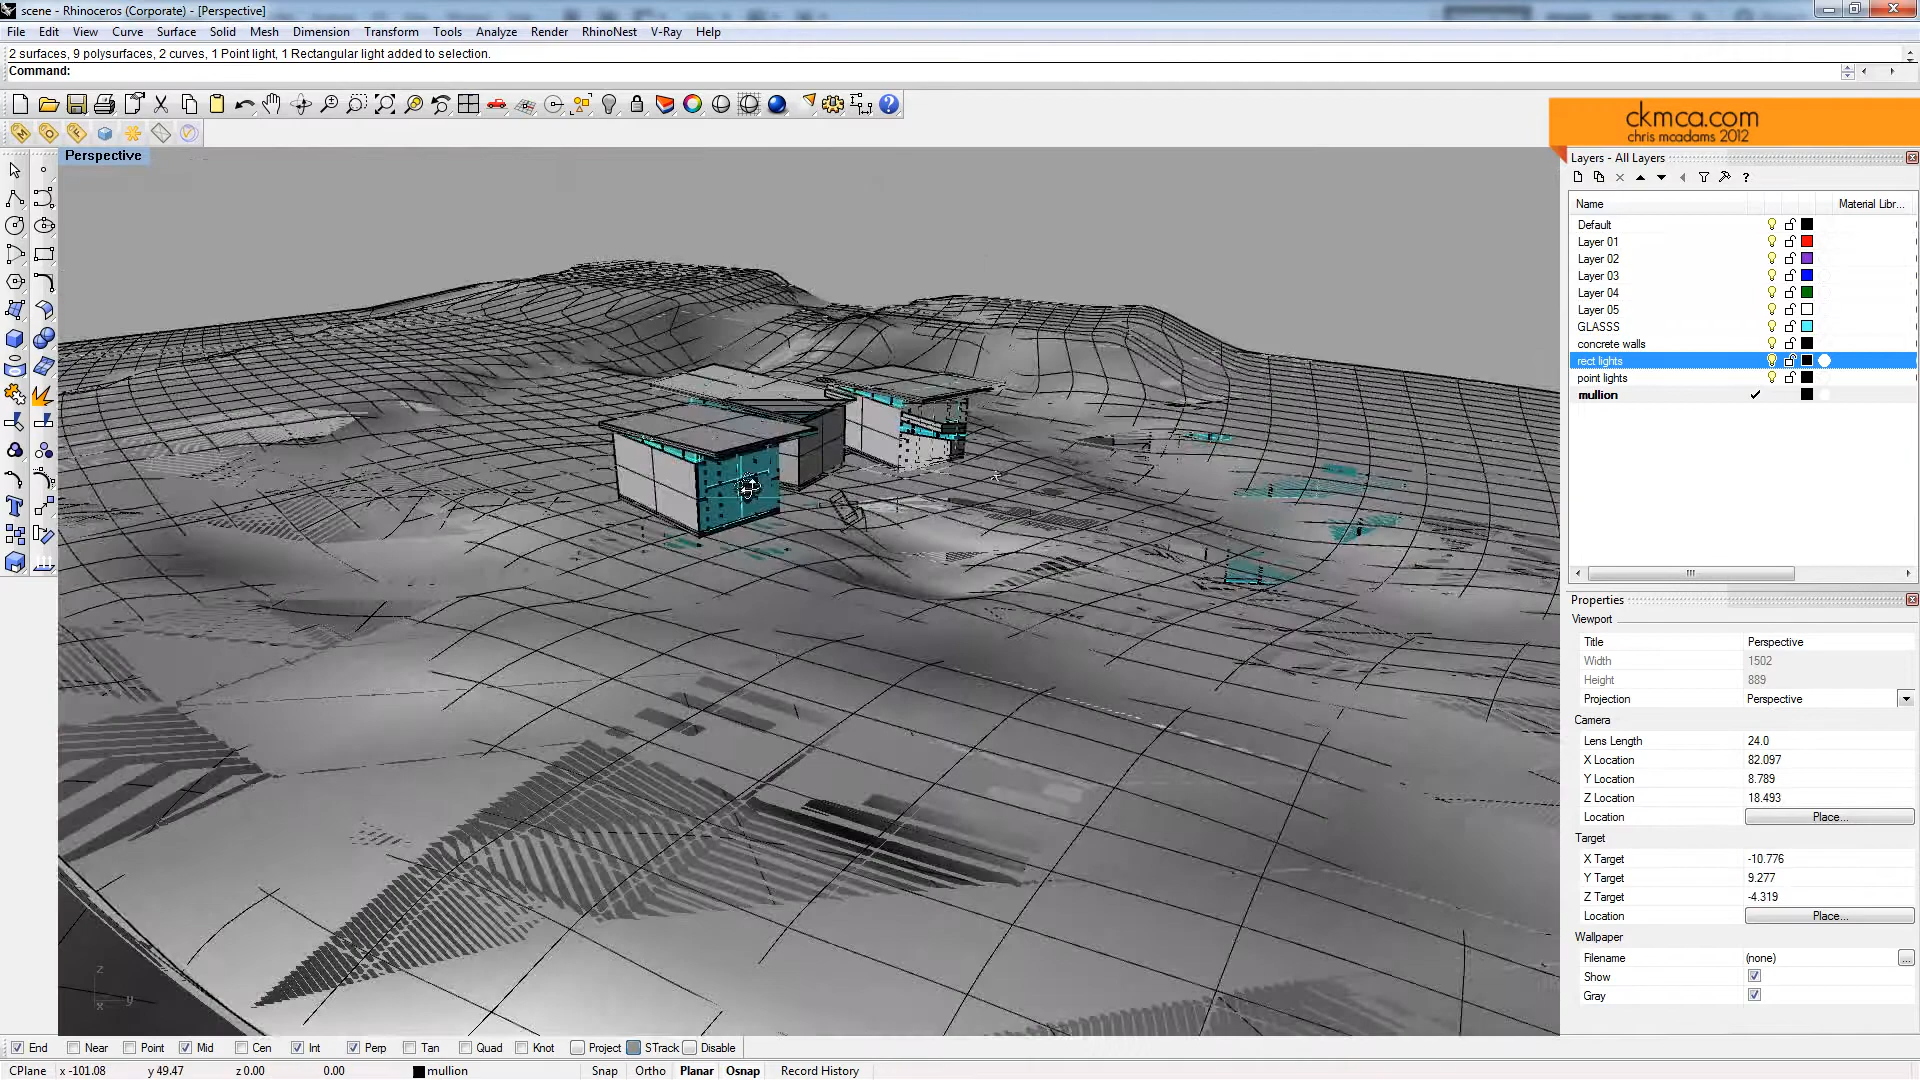 scene - Rhinoceros (Corporate) - [Perspective]
File Edit View Curve Surface Solid Mesh Dimension Transform Tools Analyze Render RhinoNest V-Ray Help
2 surfaces, 9 polysurfaces, 2 curves, 1 Point light, 1 Rectangular light added to selection.
Command:
ckmca.com
chris mcadams 2012
Perspective
Layers - All Layers
Name Material Libr...
Default
Layer 01
Layer 02
Layer 03
Layer 04
Layer 05
GLASSS
concrete walls
rect lights
point lights
mullion
Properties
Viewport
Title Perspective
Width 1502
Height 889
Projection Perspective
Camera
Lens Length 24.0
X Location 82.097
Y Location 8.789
Z Location 18.493
Location Place...
Target
X Target -10.776
Y Target 9.277
Z Target -4.319
Location Place...
Wallpaper
Filename (none) ...
Show
Gray
z
x y
End Near Point Mid Cen Int Perp Tan Quad Knot Project STrack Disable
CPlane x -101.08 y 49.47 z 0.00 0.00 mullion Snap Ortho Planar Osnap Record History